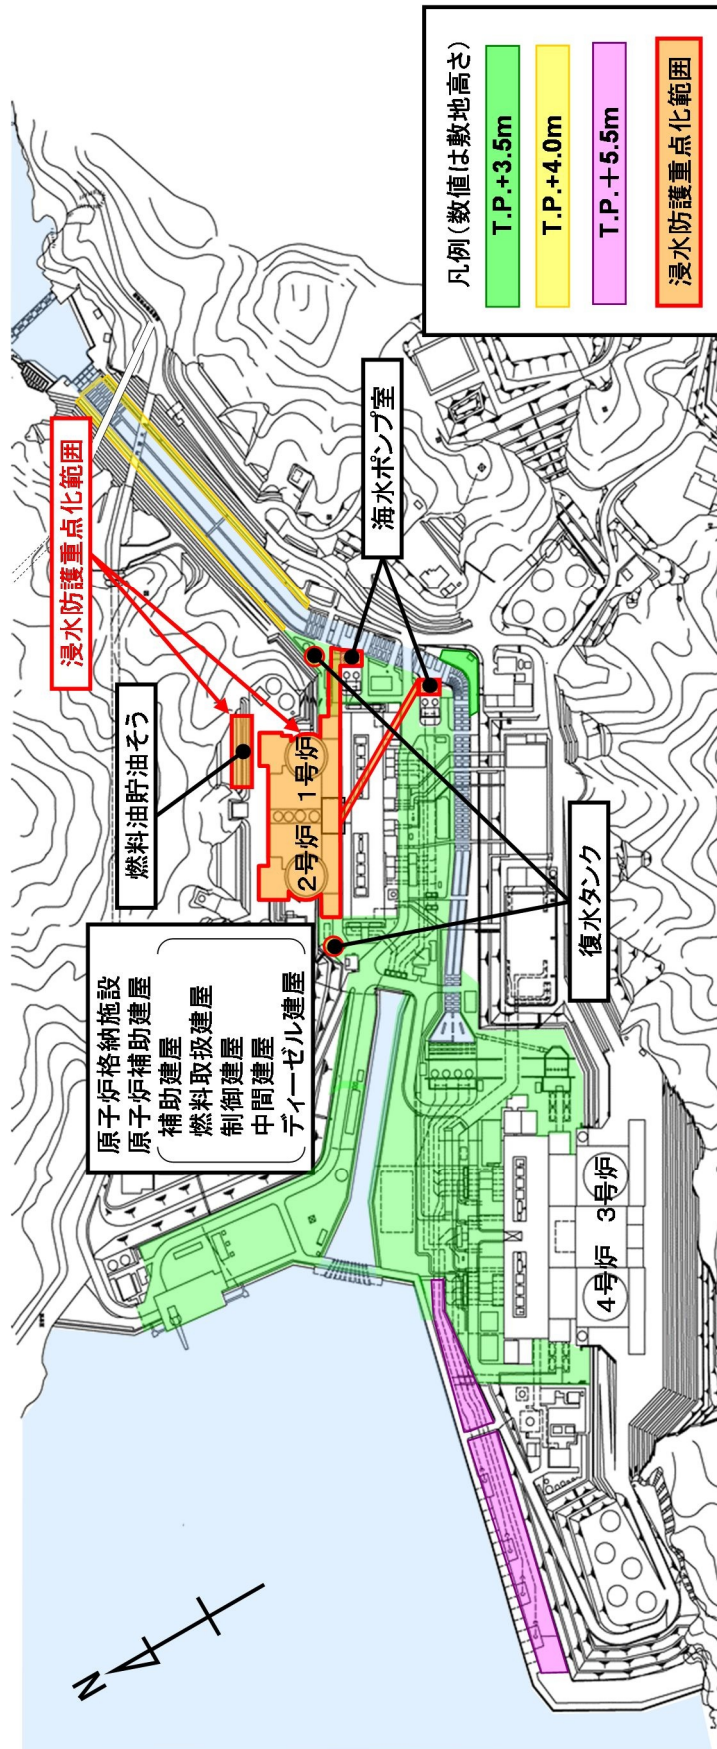 凡例(数値は敷地高さ)
T.P.+3.5m
T.P.+4.0m
T.P.+5.5m
浸水防護重点化範囲
浸水防護重点化範囲
燃料油貯油そう
海水ポンプ室
原子炉格納施設
原子炉補助建屋
補助建屋
燃料取扱建屋
制御建屋
中間建屋
ディーゼル建屋
2号炉 1号炉
復水タンク
4号炉 3号炉
N